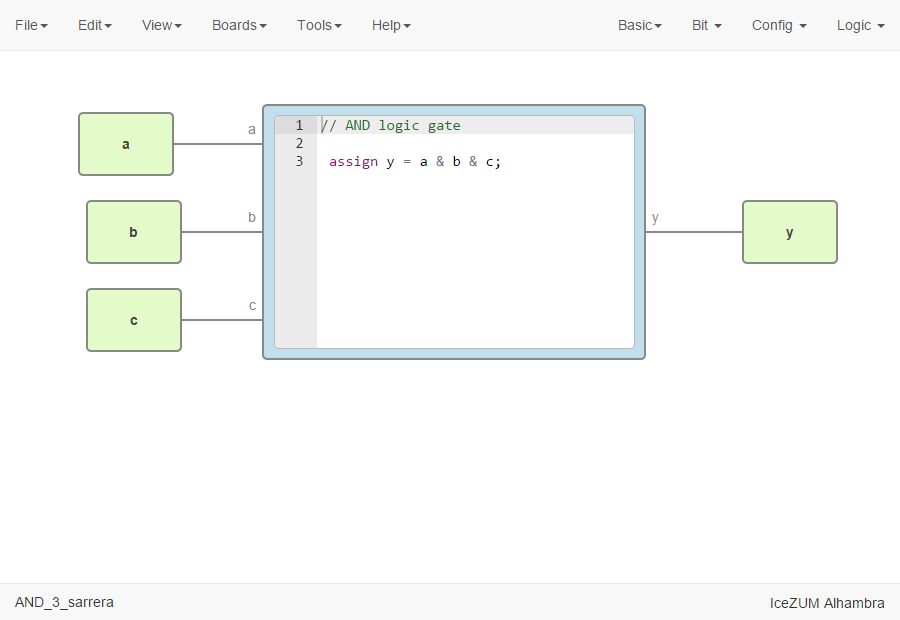 File Edit View Boards Tools Help Basic Bit Config Logic
a
a
b
b
c
c
1 // AND logic gate
2
3 assign y = a & b & c;
y
y
AND_3_sarrera
IceZUM Alhambra